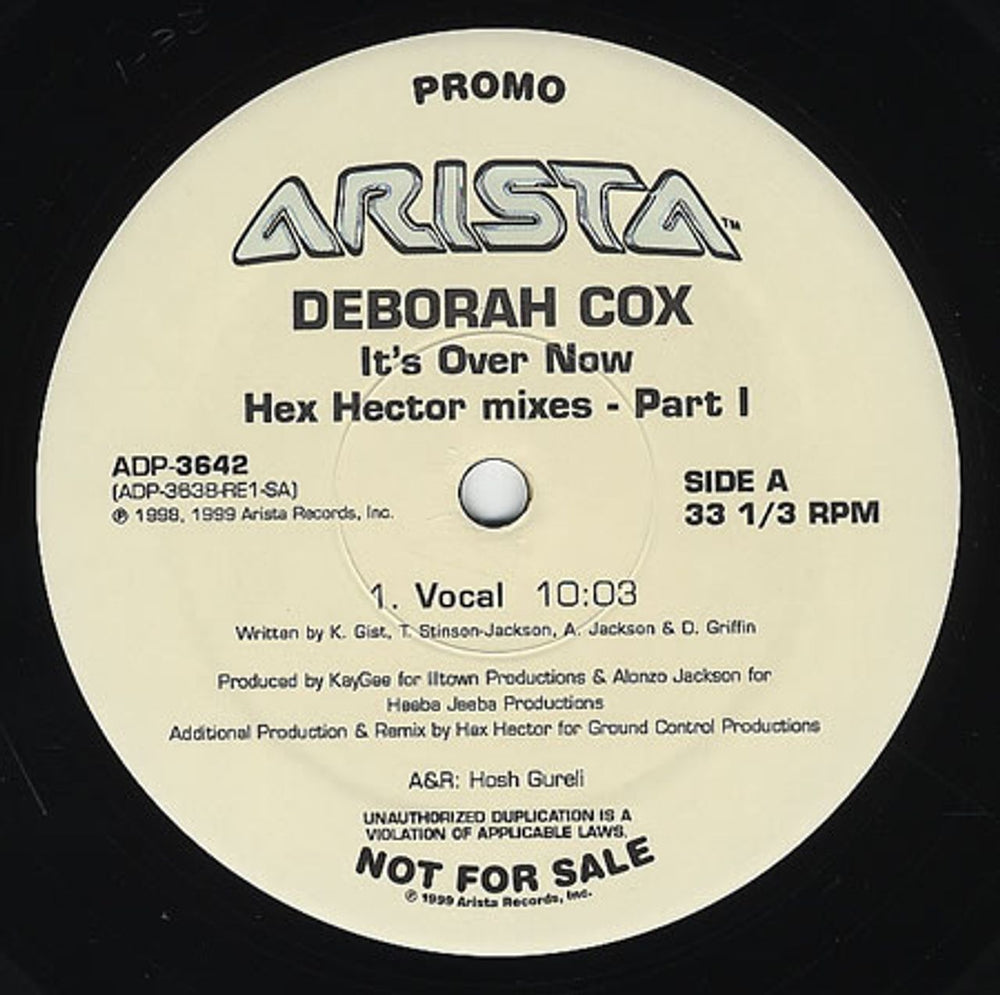 PROMO
ARISTA™
DEBORAH COX
It's Over Now
Hex Hector mixes - Part I
ADP-3642
(ADP-3638-RE1-SA)
℗ 1998, 1999 Arista Records, Inc.
SIDE A
33 1/3 RPM
1. Vocal 10:03
Written by K. Gist, T. Stinson-Jackson, A. Jackson & D. Griffin
Produced by KayGee for Illtown Productions & Alonzo Jackson for
Heeba Jeeba Productions
Additional Production & Remix by Hex Hector for Ground Control Productions
A&R: Hosh Gureli
UNAUTHORIZED DUPLICATION IS A
VIOLATION OF APPLICABLE LAWS.
NOT FOR SALE
℗ 1999 Arista Records, Inc.